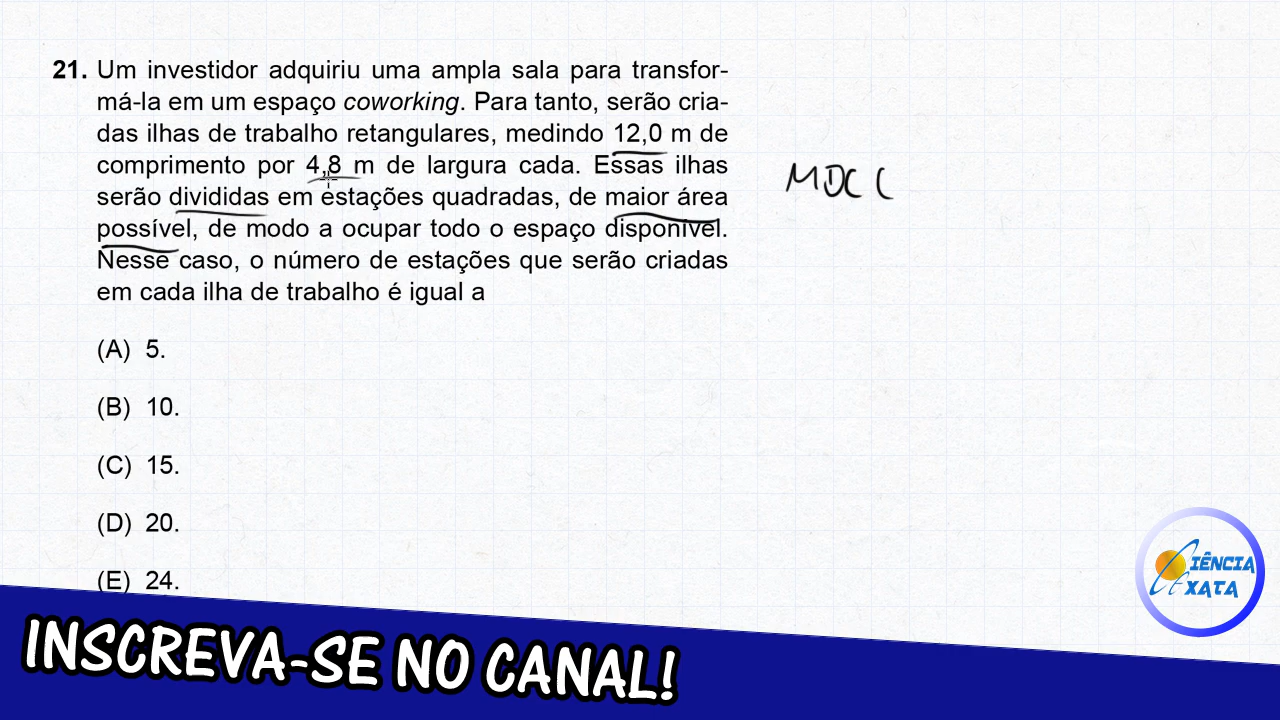 21. Um investidor adquiriu uma ampla sala para transfor-
má-la em um espaço coworking. Para tanto, serão cria-
das ilhas de trabalho retangulares, medindo 12,0 m de
comprimento por 4,8 m de largura cada. Essas ilhas
serão divididas em estações quadradas, de maior área
possível, de modo a ocupar todo o espaço disponível.
Nesse caso, o número de estações que serão criadas
em cada ilha de trabalho é igual a
(A) 5.
(B) 10.
(C) 15.
(D) 20.
(E) 24.
MDC (
CIÊNCIA
EXATA
INSCREVA-SE NO CANAL!